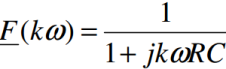 F(kω) = 1 / (1 + jkωRC)